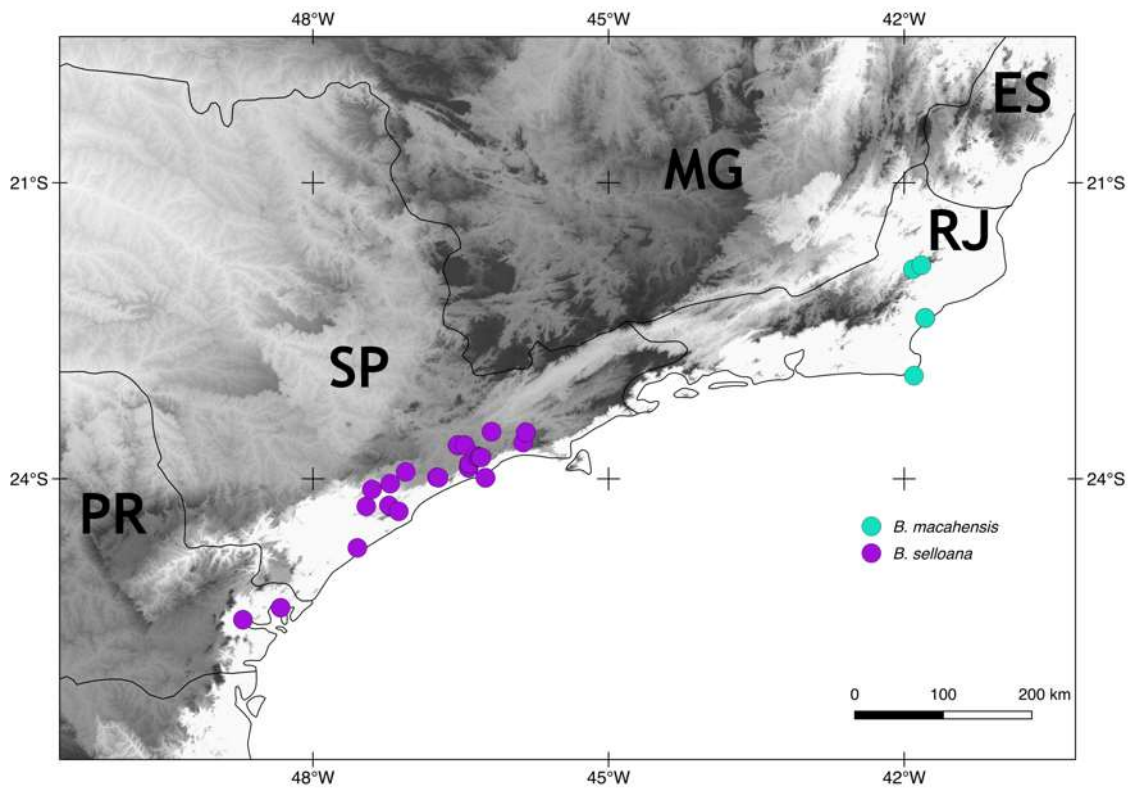 48°W 45°W 42°W
ES
MG
21°S 21°S
RJ
SP
24°S 24°S
PR
B. macahensis
B. selloana
0 100 200 km
48°W 45°W 42°W